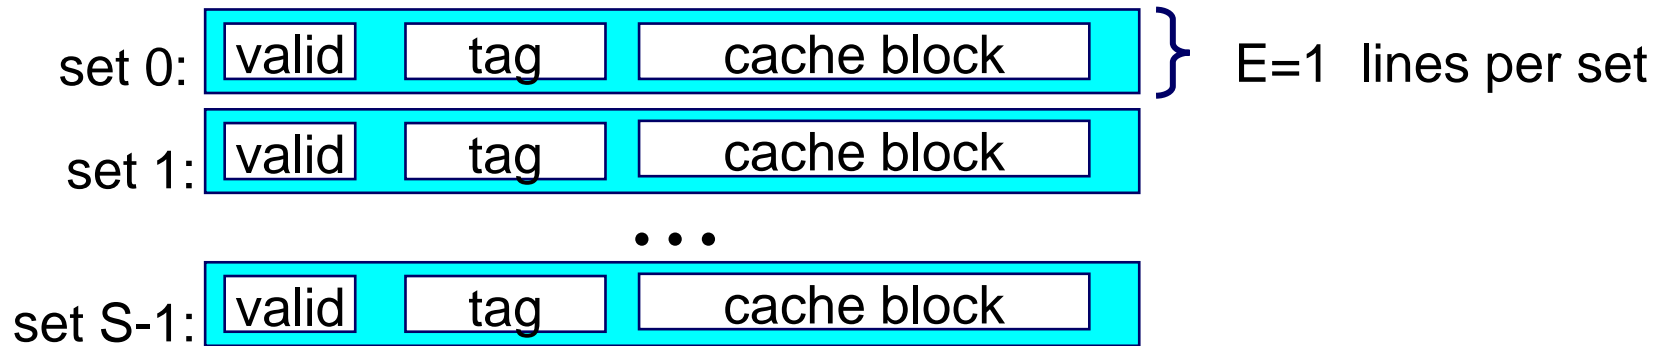 set 0: valid tag cache block E=1 lines per set
set 1: valid tag cache block
• • •
set S-1: valid tag cache block